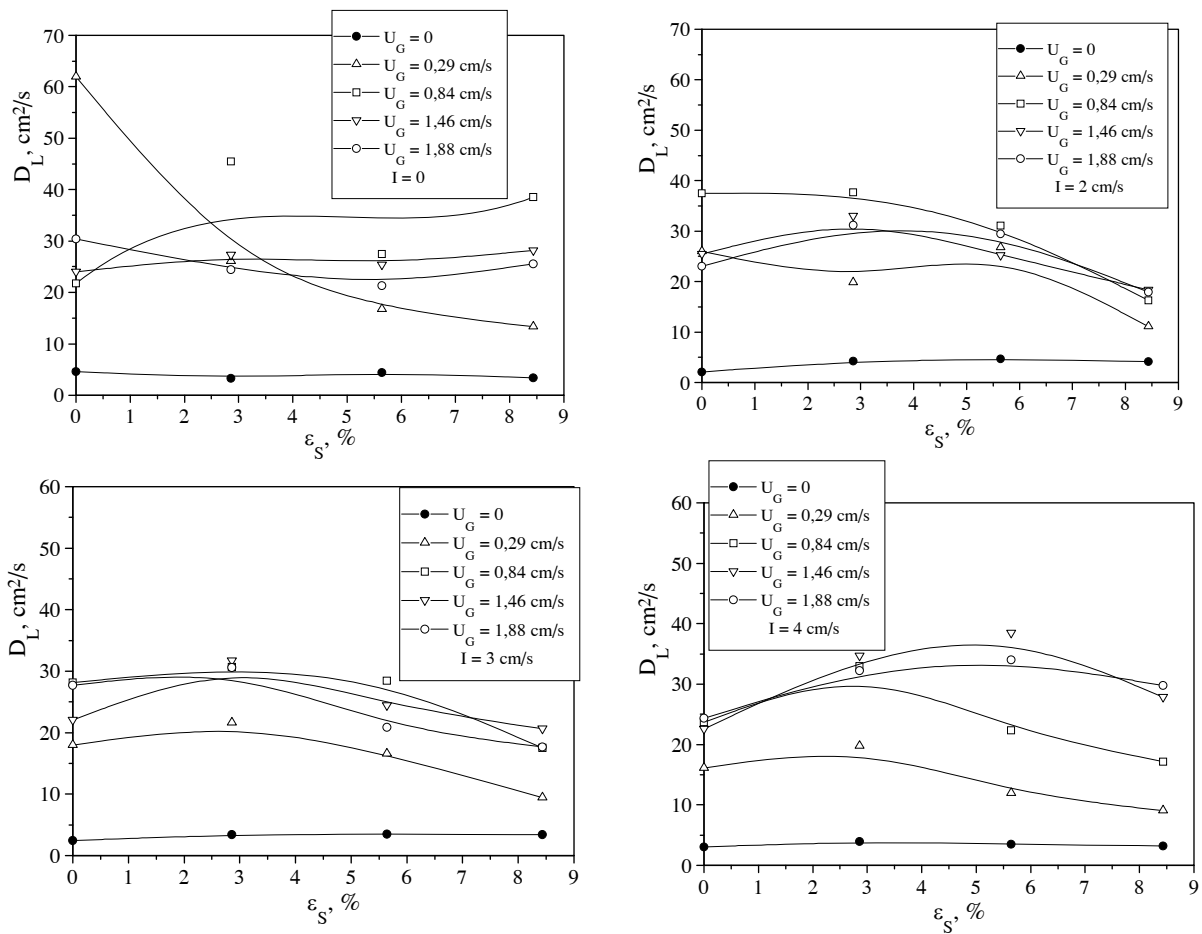 70
60
50
40
30
20
10
0
D_L, cm²/s
U_G = 0
U_G = 0,29 cm/s
U_G = 0,84 cm/s
U_G = 1,46 cm/s
U_G = 1,88 cm/s
I = 0
0 1 2 3 4 5 6 7 8 9
ε_S, %
70
60
50
40
30
20
10
0
D_L, cm²/s
U_G = 0
U_G = 0,29 cm/s
U_G = 0,84 cm/s
U_G = 1,46 cm/s
U_G = 1,88 cm/s
I = 2 cm/s
0 1 2 3 4 5 6 7 8 9
ε_S, %
60
50
40
30
20
10
0
D_L, cm²/s
U_G = 0
U_G = 0,29 cm/s
U_G = 0,84 cm/s
U_G = 1,46 cm/s
U_G = 1,88 cm/s
I = 3 cm/s
0 1 2 3 4 5 6 7 8 9
ε_S, %
60
50
40
30
20
10
0
D_L, cm²/s
U_G = 0
U_G = 0,29 cm/s
U_G = 0,84 cm/s
U_G = 1,46 cm/s
U_G = 1,88 cm/s
I = 4 cm/s
0 1 2 3 4 5 6 7 8 9
ε_S, %